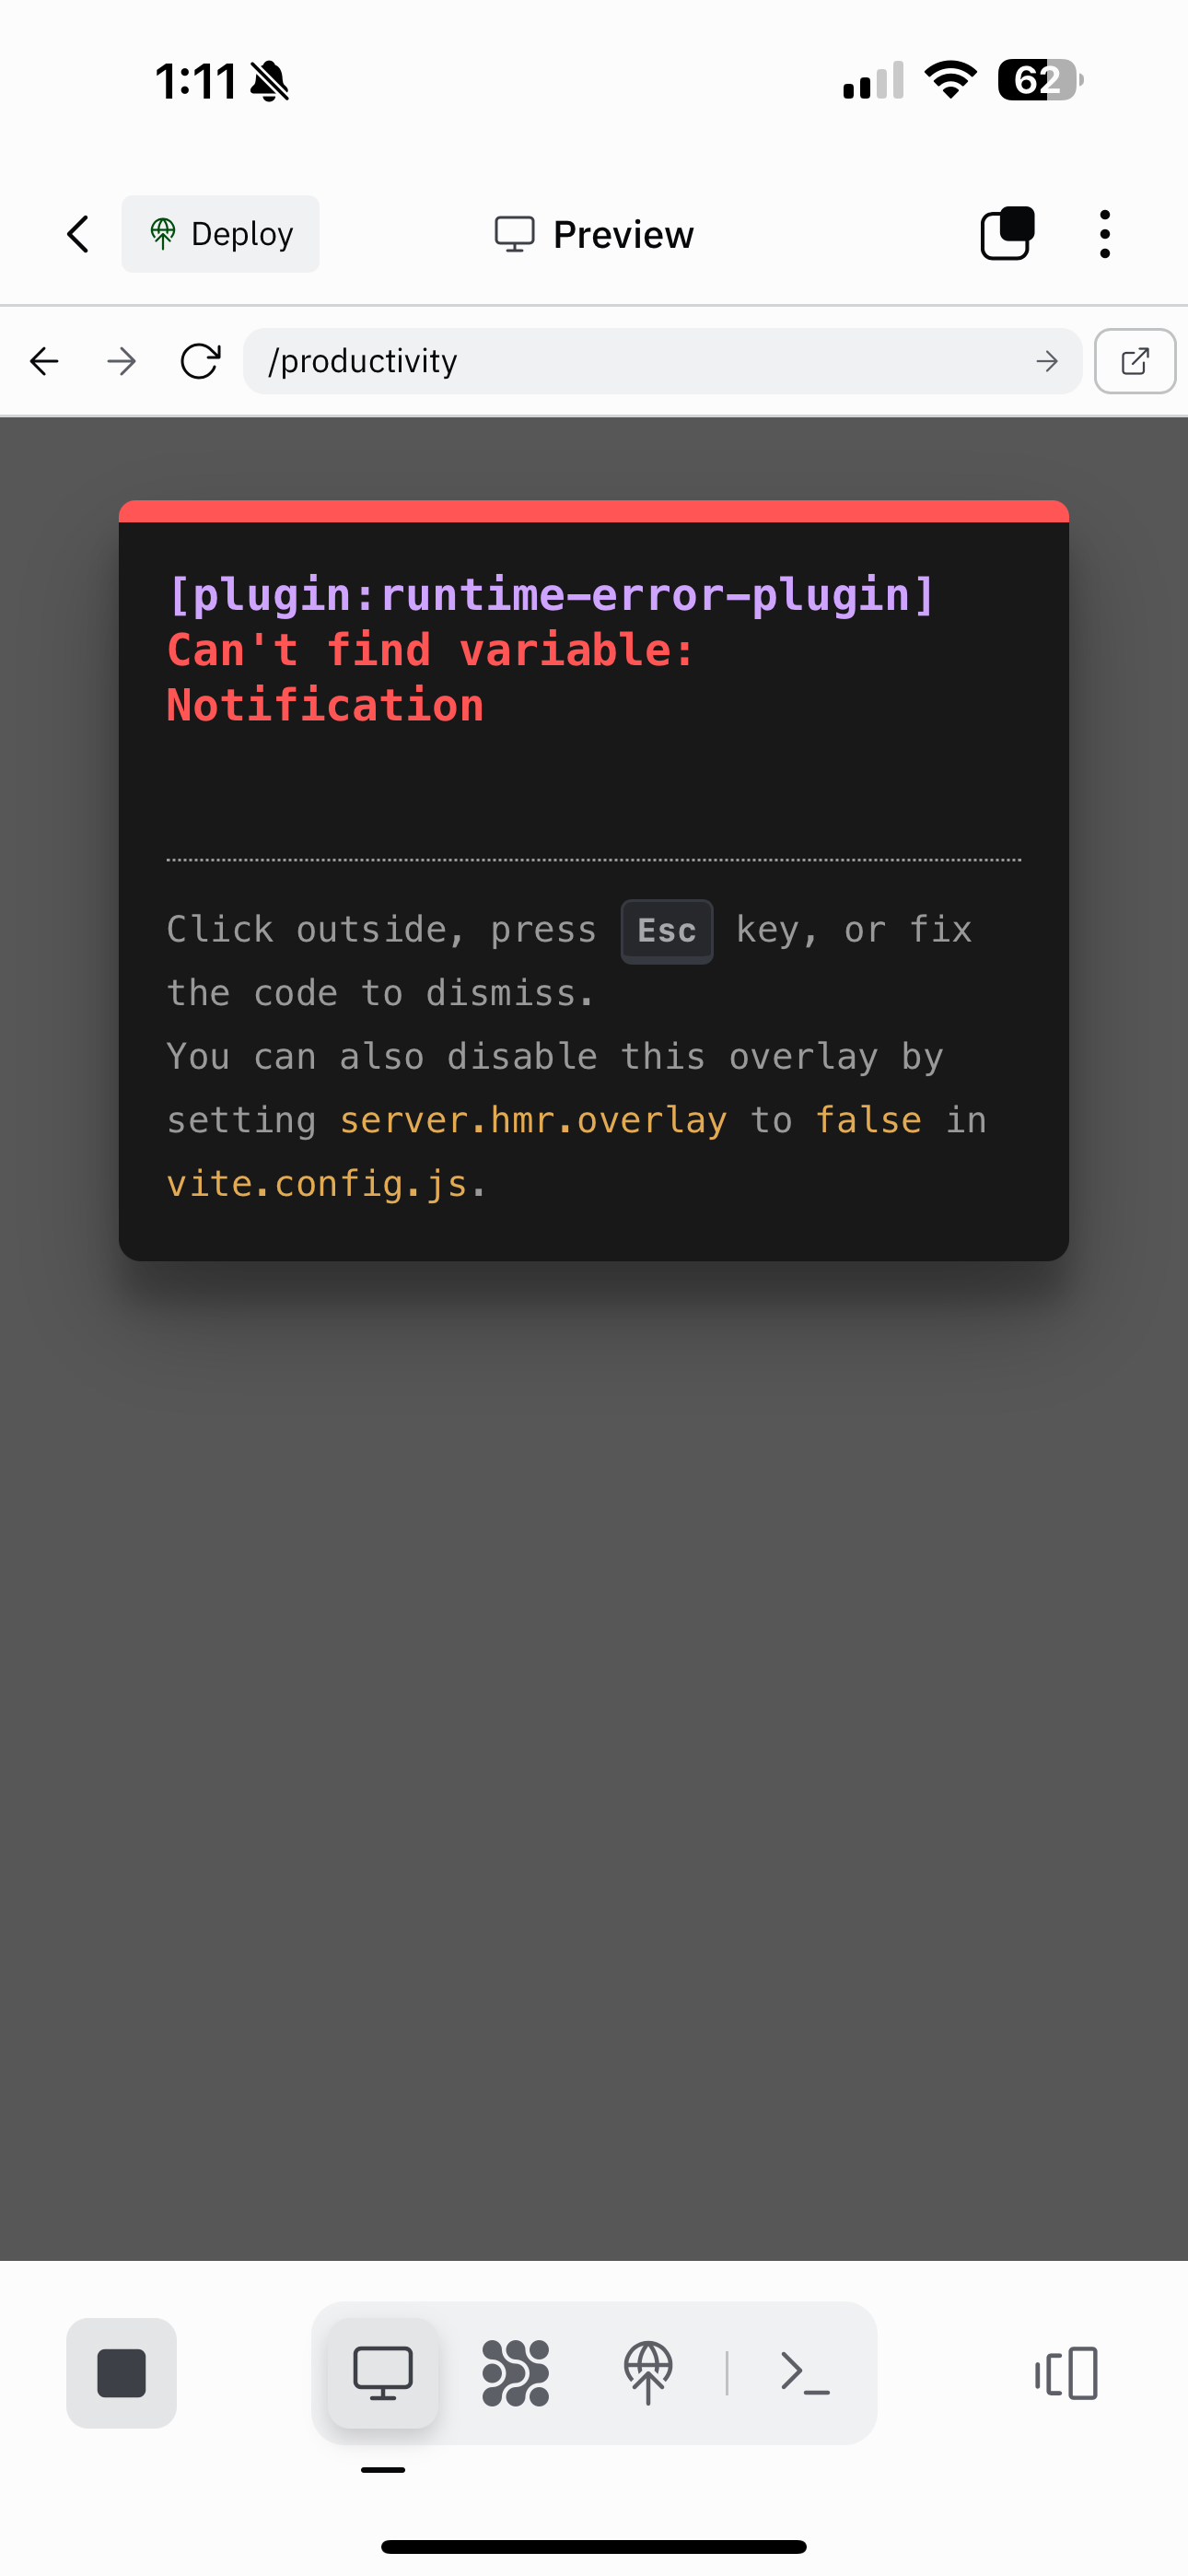 1:11
62
Deploy
Preview
/productivity
[plugin:runtime-error-plugin]
Can't find variable:
Notification
Click outside, press Esc key, or fix
the code to dismiss.
You can also disable this overlay by
setting server.hmr.overlay to false in
vite.config.js.